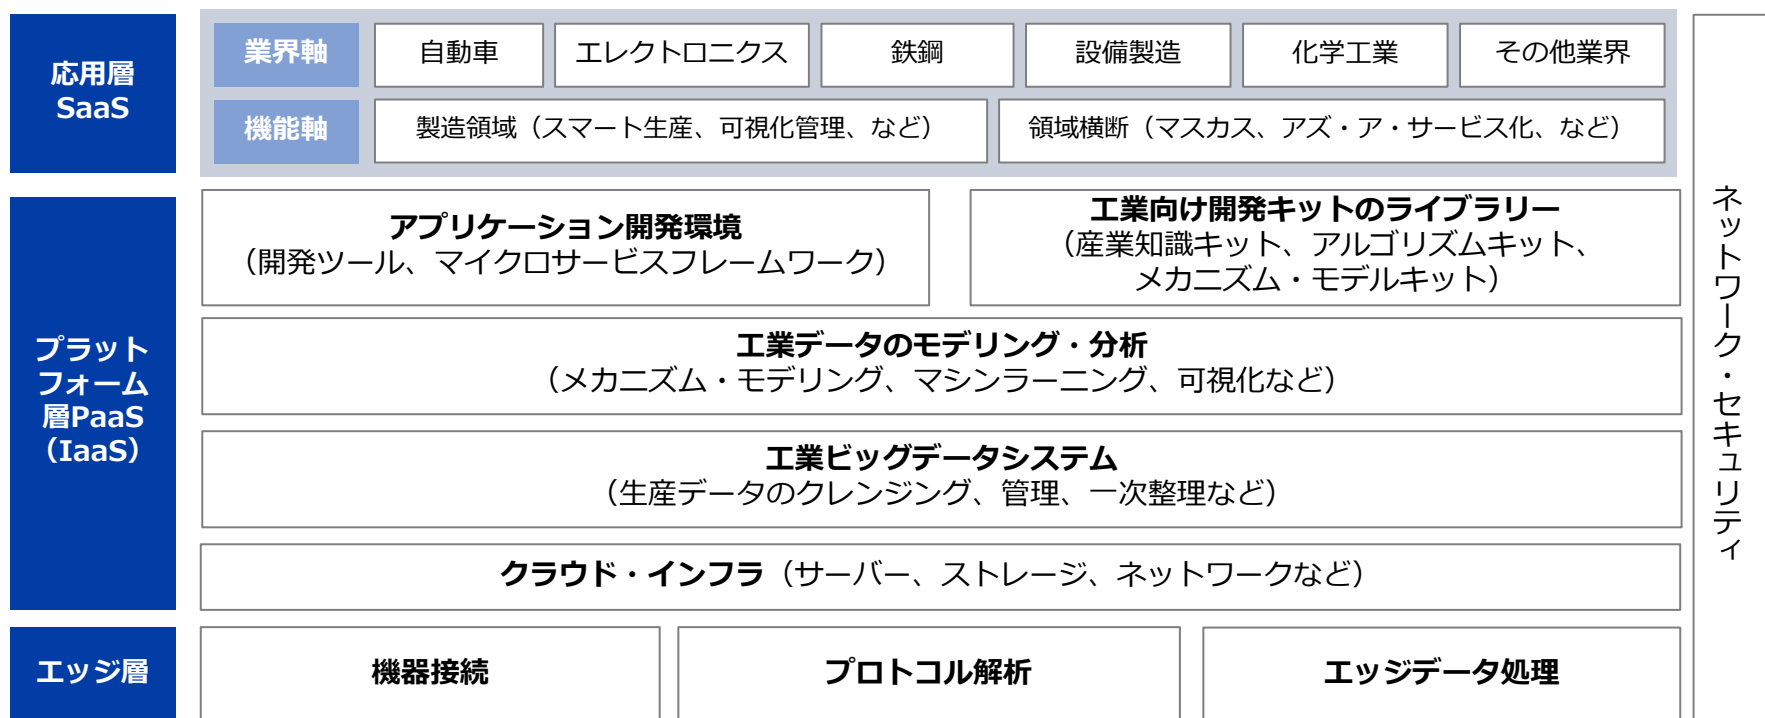 応用層
SaaS
業界軸
自動車
エレクトロニクス
鉄鋼
設備製造
化学工業
その他業界
機能軸
製造領域（スマート生産、可視化管理、など）
領域横断（マスカス、アズ・ア・サービス化、など）
プラット
フォーム
層PaaS
（IaaS）
アプリケーション開発環境
（開発ツール、マイクロサービスフレームワーク）
工業向け開発キットのライブラリー
（産業知識キット、アルゴリズムキット、
メカニズム・モデルキット）
工業データのモデリング・分析
（メカニズム・モデリング、マシンラーニング、可視化など）
工業ビッグデータシステム
（生産データのクレンジング、管理、一次整理など）
クラウド・インフラ（サーバー、ストレージ、ネットワークなど）
エッジ層
機器接続
プロトコル解析
エッジデータ処理
ネットワーク・セキュリティ